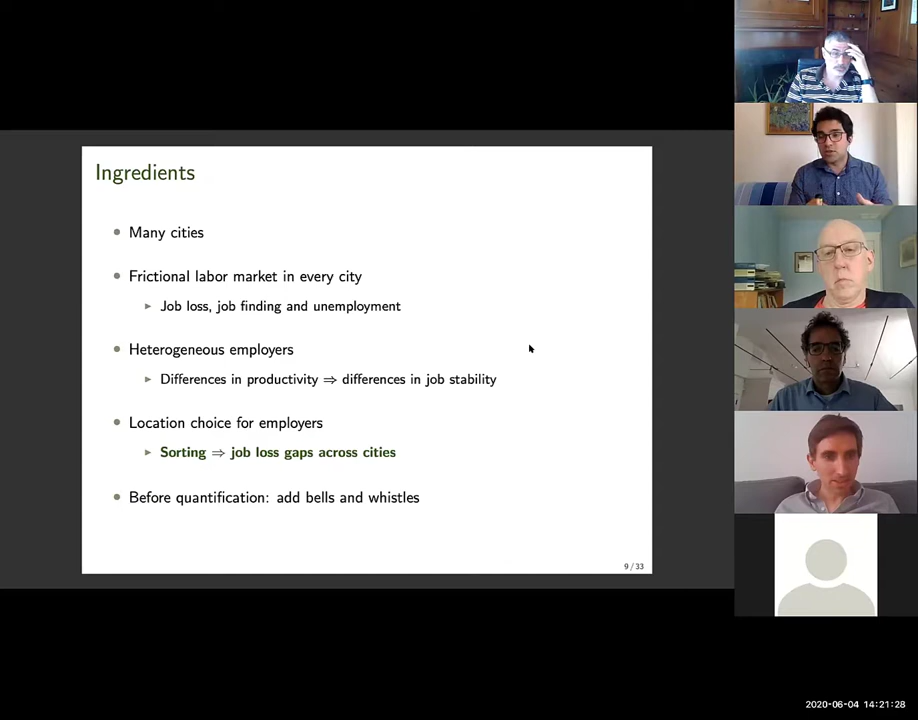 Ingredients
Many cities
Frictional labor market in every city
Job loss, job finding and unemployment
Heterogeneous employers
Differences in productivity ⇒ differences in job stability
Location choice for employers
Sorting ⇒ job loss gaps across cities
Before quantification: add bells and whistles
9 / 33
2020-06-04 14:21:28